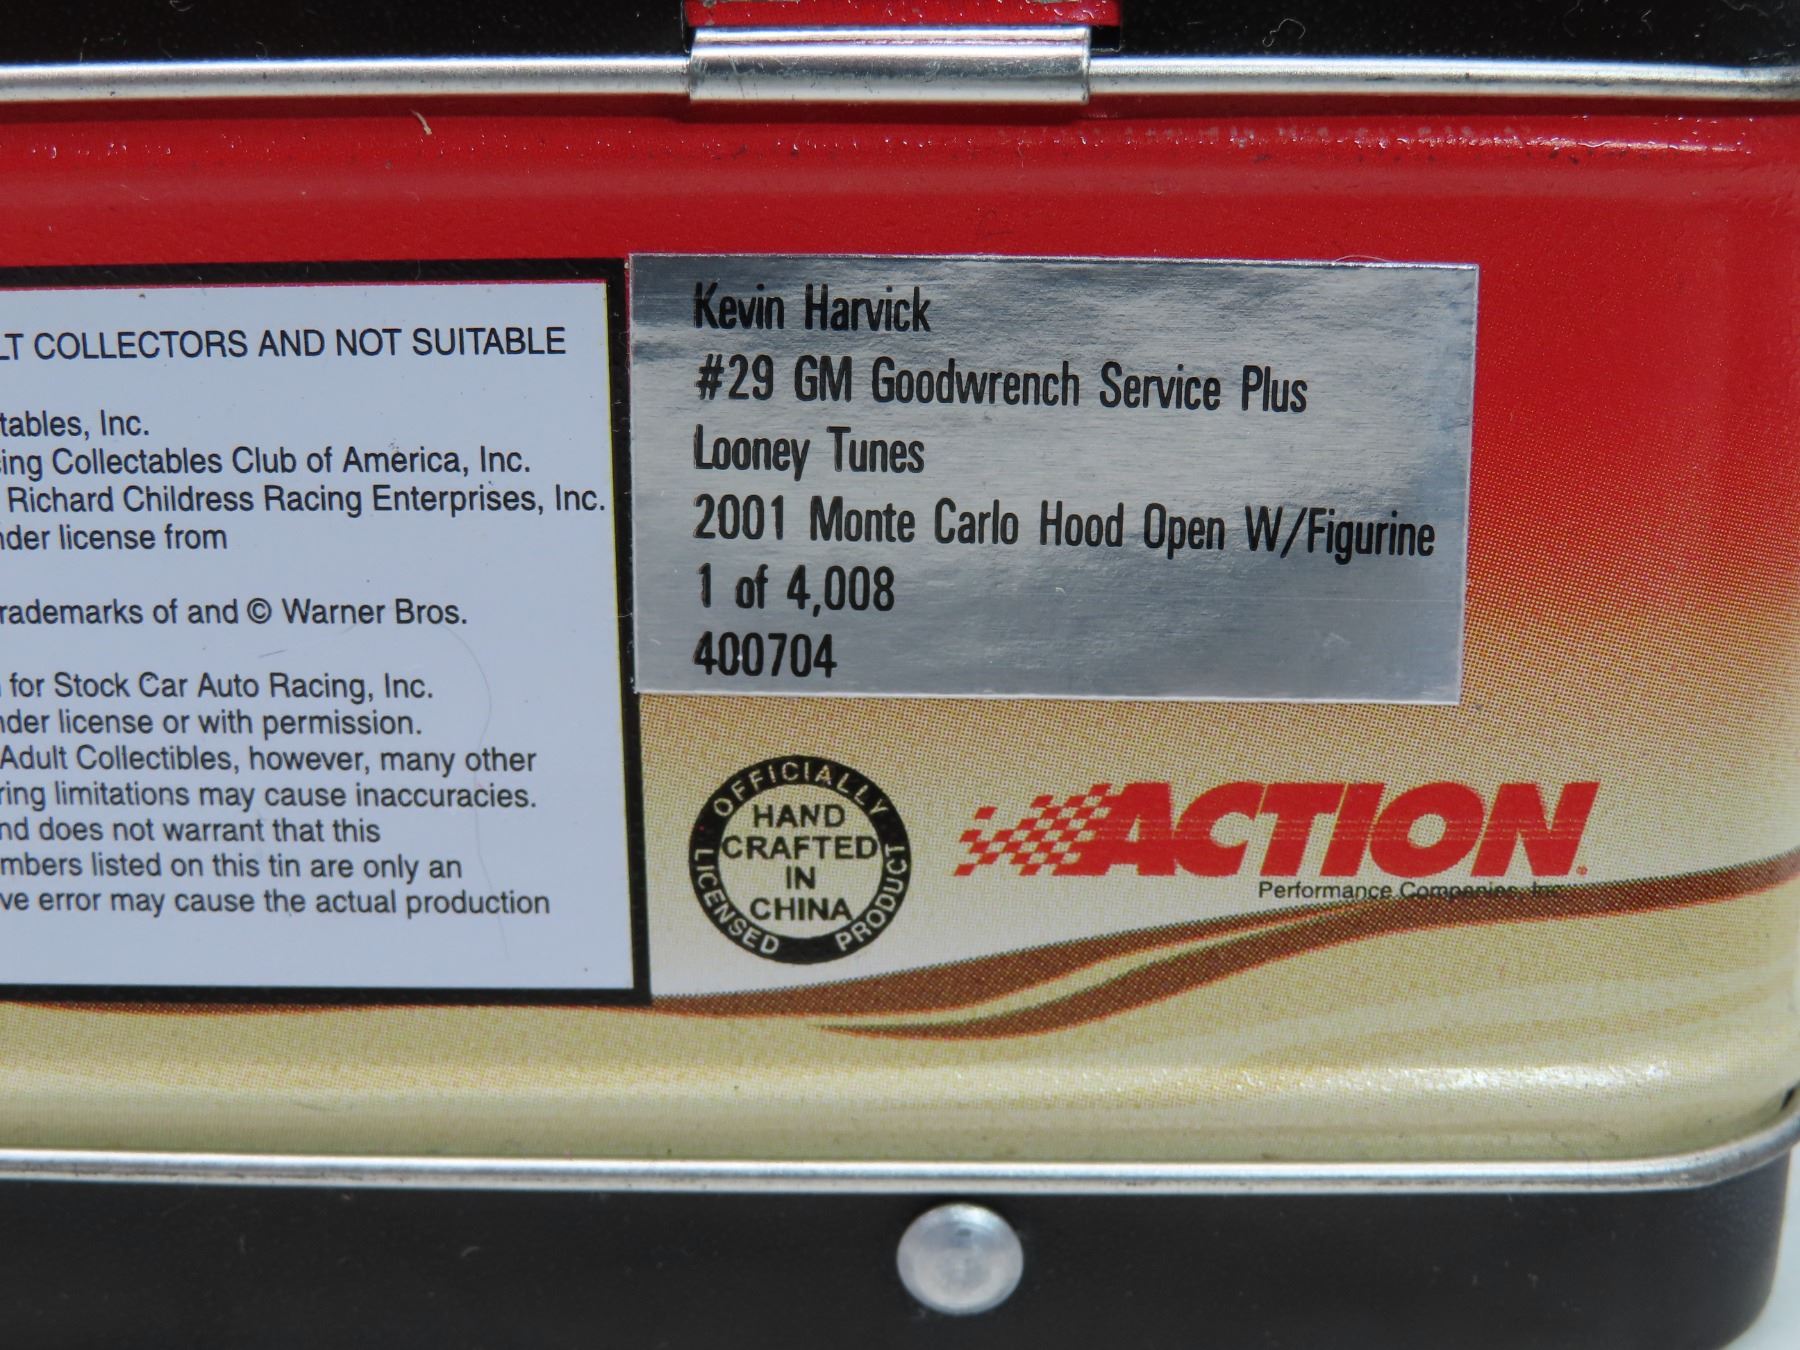 LT COLLECTORS AND NOT SUITABLE
tables, Inc.
ing Collectables Club of America, Inc.
Richard Childress Racing Enterprises, Inc.
nder license from
rademarks of and © Warner Bros.
for Stock Car Auto Racing, Inc.
nder license or with permission.
Adult Collectibles, however, many other
ring limitations may cause inaccuracies.
nd does not warrant that this
mbers listed on this tin are only an
ve error may cause the actual production
Kevin Harvick
#29 GM Goodwrench Service Plus
Looney Tunes
2001 Monte Carlo Hood Open W/Figurine
1 of 4,008
400704
OFFICIALLY LICENSED PRODUCT
HAND
CRAFTED
IN
CHINA
ACTION
Performance Companies, Inc.